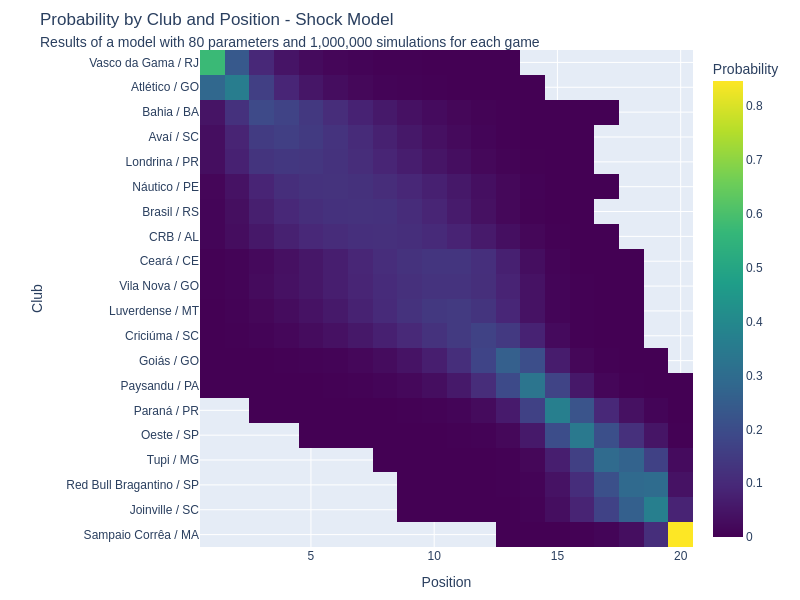 Probability by Club and Position - Shock Model
Results of a model with 80 parameters and 1,000,000 simulations for each game
Probability
Vasco da Gama / RJ
Atlético / GO
Bahia / BA
Avaí / SC
Londrina / PR
Náutico / PE
Brasil / RS
CRB / AL
Ceará / CE
Vila Nova / GO
Luverdense / MT
Criciúma / SC
Goiás / GO
Paysandu / PA
Paraná / PR
Oeste / SP
Tupi / MG
Red Bull Bragantino / SP
Joinville / SC
Sampaio Corrêa / MA
Club
5
10
15
20
Position
0.8
0.7
0.6
0.5
0.4
0.3
0.2
0.1
0